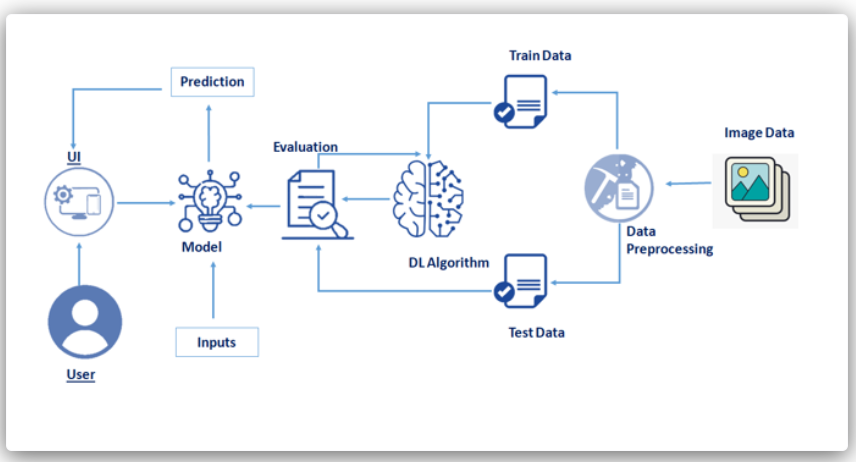 Train Data
Prediction
Image Data
Evaluation
UI
Data
Preprocessing
Model
DL Algorithm
Test Data
Inputs
User